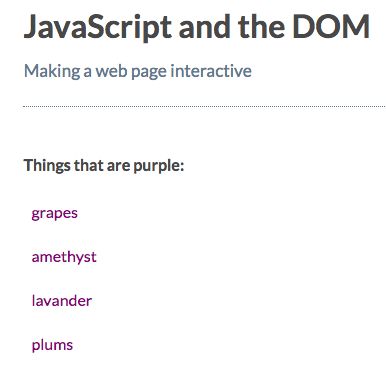 JavaScript and the DOM
Making a web page interactive
Things that are purple:
grapes
amethyst
lavander
plums